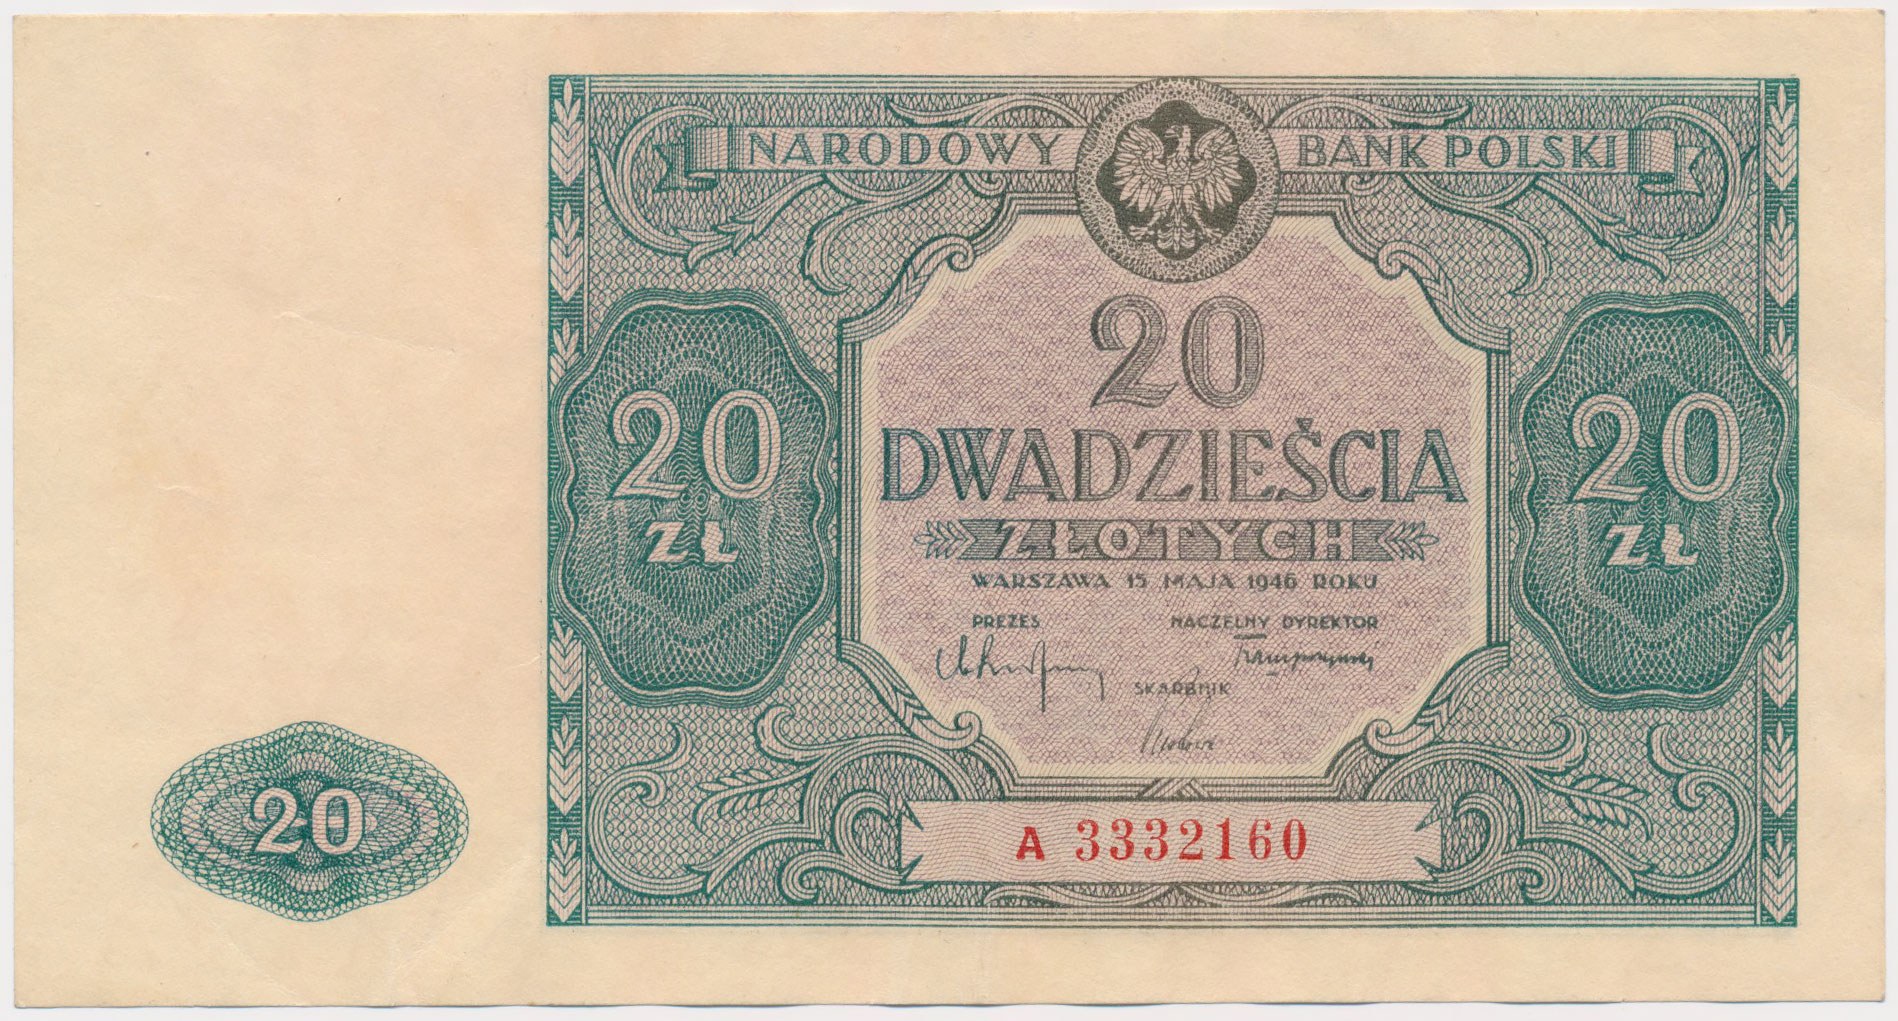 NARODOWY BANK POLSKI
20
DWADZIEŚCIA
ZŁOTYCH
WARSZAWA 15 MAJA 1946 ROKU
PREZES
NACZELNY DYREKTOR
SKARBNIK
20
ZŁ
20
ZŁ
20
A 3332160